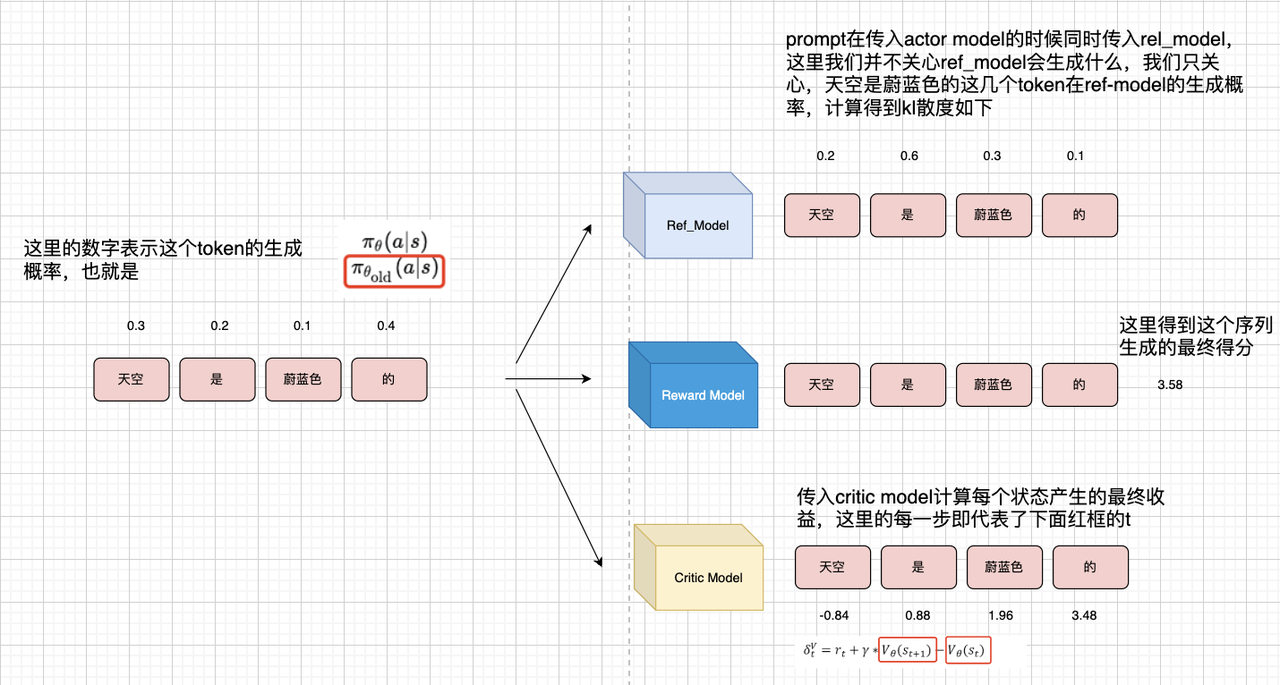 prompt在传入actor model的时候同时传入rel_model,
这里我们并不关心ref_model会生成什么，我们只关
心，天空是蔚蓝色的这几个token在ref-model的生成概
率，计算得到kl散度如下
0.2 0.6 0.3 0.1
Ref_Model
天空 是 蔚蓝色 的
这里的数字表示这个token的生成
概率，也就是
πθ(a|s)
πθold(a|s)
0.3 0.2 0.1 0.4
天空 是 蔚蓝色 的
这里得到这个序列
生成的最终得分
Reward Model
天空 是 蔚蓝色 的
3.58
传入critic model计算每个状态产生的最终收
益，这里的每一步即代表了下面红框的t
Critic Model
天空 是 蔚蓝色 的
-0.84 0.88 1.96 3.48
δtV = rt + γ * Vθ(st+1) − Vθ(st)